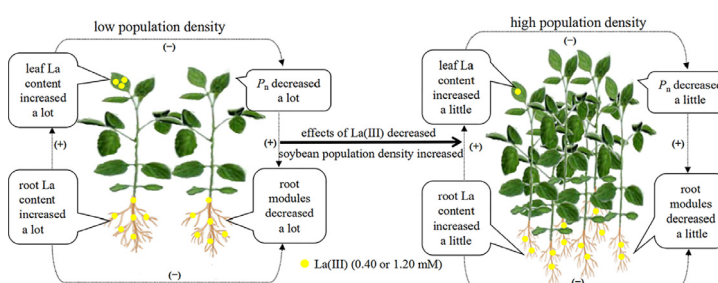 low population density
(−)
leaf La
content
increased
a lot
Pn decreased
a lot
(+)
(+)
root La
content
increased
a lot
root
modules
decreased
a lot
(−)
effects of La(III) decreased
soybean population density increased
La(III) (0.40 or 1.20 mM)
high population density
(−)
leaf La
content
increased
a little
Pn decreased
a little
(+)
(+)
root La
content
increased
a little
root
modules
decreased
a little
(−)